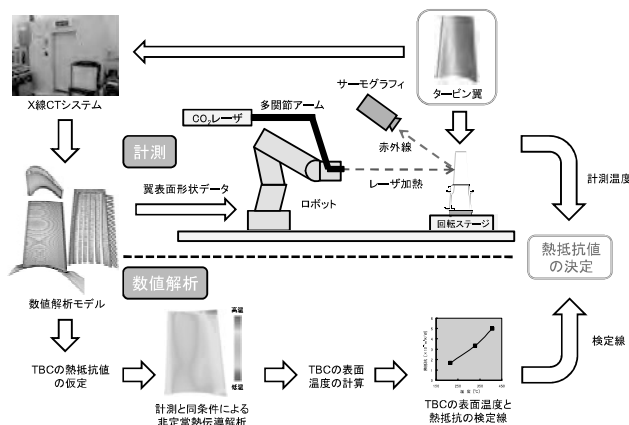 タービン翼
X線CTシステム
サーモグラフィ
多関節アーム
CO₂レーザ
赤外線
計測
レーザ加熱
計測温度
翼表面形状データ
ロボット
回転ステージ
熱抵抗値
の決定
数値解析
数値解析モデル
高温
低温
検定線
TBCの熱抵抗値
の仮定
TBCの表面
温度の計算
計測と同条件による
非定常熱伝導解析
TBCの表面温度と
熱抵抗の検定線